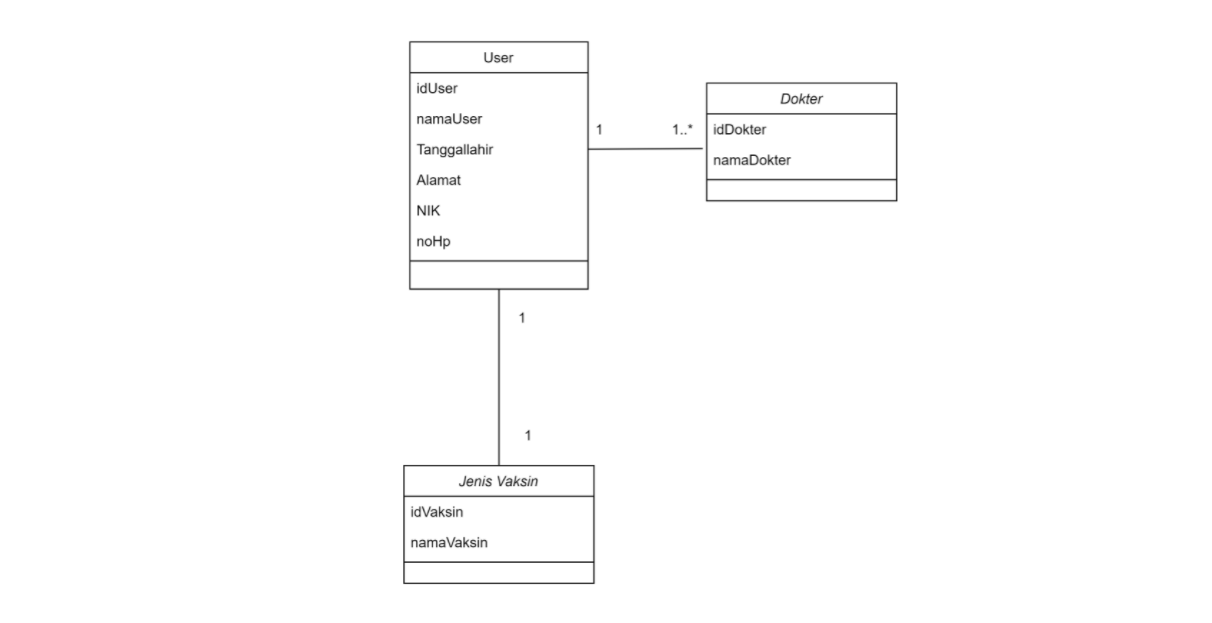 User
idUser
namaUser
Tanggallahir
Alamat
NIK
noHp
1
1..*
Dokter
idDokter
namaDokter
1
1
Jenis Vaksin
idVaksin
namaVaksin